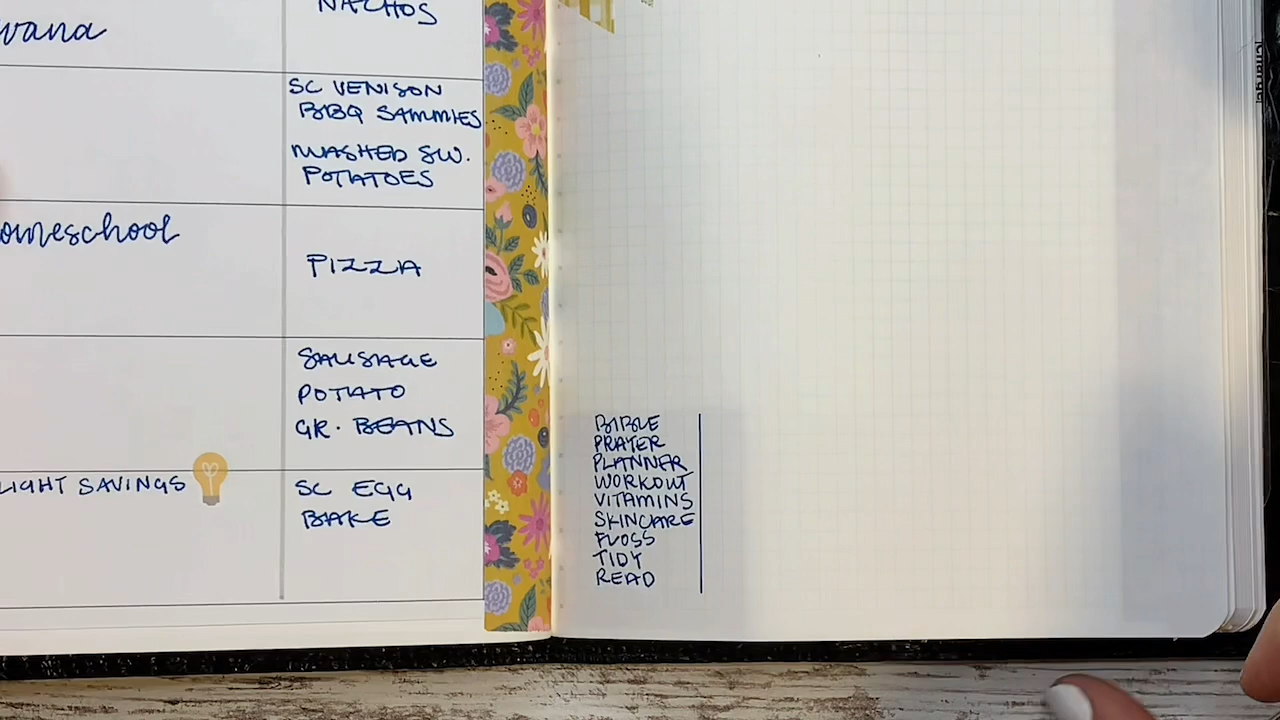 NACHOS
SC VENISON
BBQ SAMMIES
MASHED SW.
POTATOES
omeschool
PIZZA
SAUSAGE
POTATO
GR. BEANS
LIGHT SAVINGS
SC EGG
BAKE
BIBLE
PRAYER
PLANNER
WORKOUT
VITAMINS
SKINCARE
FLOSS
TIDY
READ